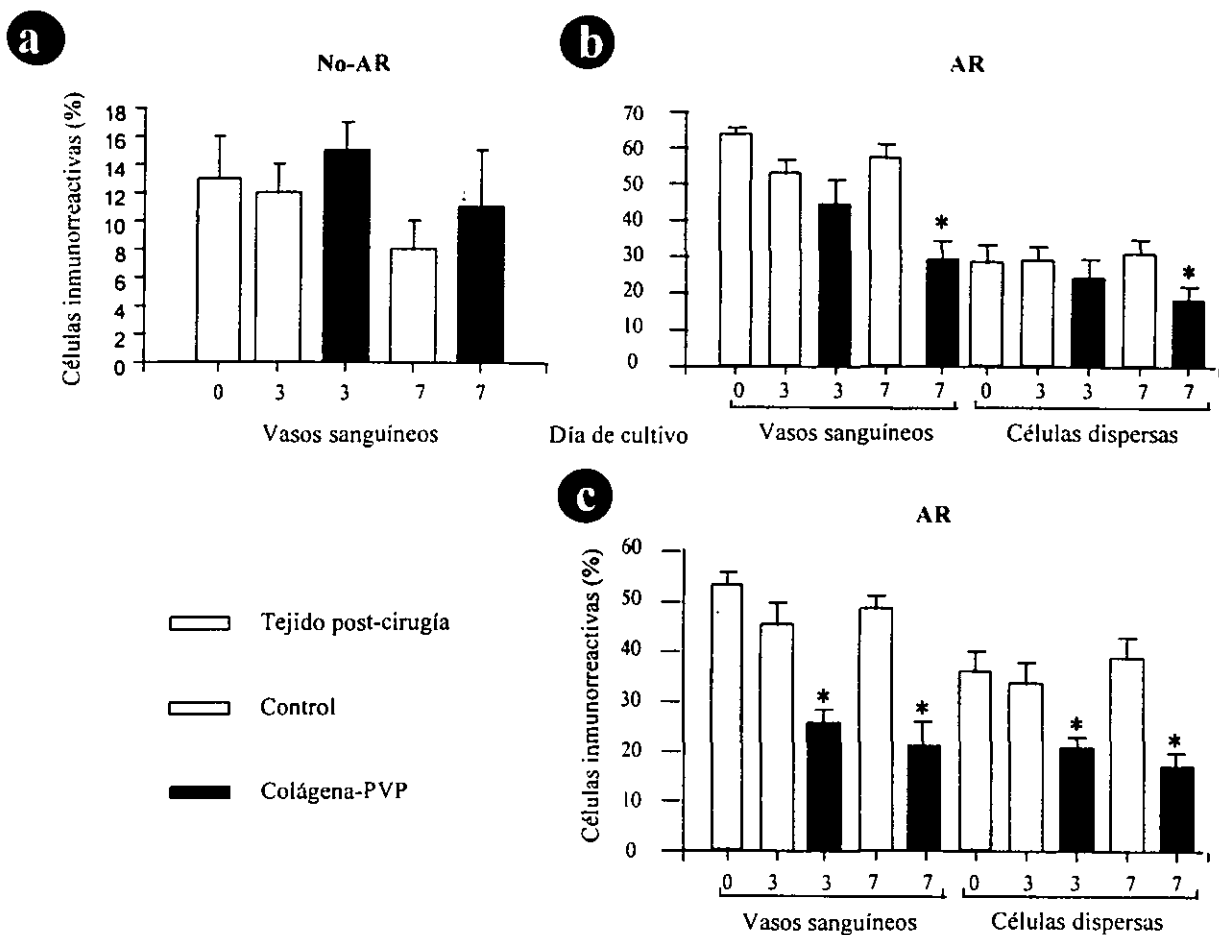 a
No-AR
Células inmunorreactivas (%)
18
16
14
12
10
8
6
4
2
0
0 3 3 7 7
Vasos sanguíneos
b
AR
70
60
50
40
30
20
10
0
0 3 3 7 7 0 3 3 7 7
* *
Día de cultivo
Vasos sanguíneos Células dispersas
c
AR
Células inmunorreactivas (%)
60
50
40
30
20
10
0
* * * *
0 3 3 7 7 0 3 3 7 7
Vasos sanguíneos Células dispersas
Tejido post-cirugía
Control
Colágena-PVP